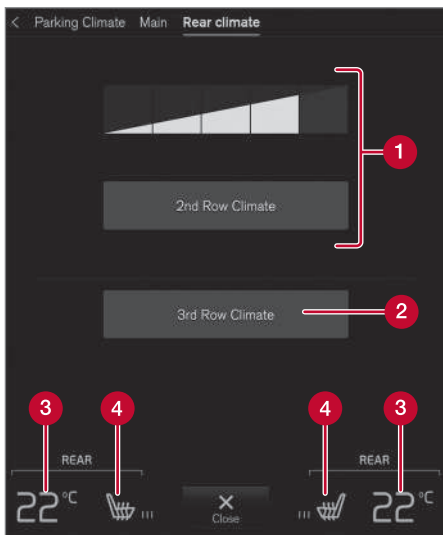 Parking Climate Main Rear climate
1
2nd Row Climate
3rd Row Climate
2
3 4 4 3
REAR REAR
22°C 22°C
Close